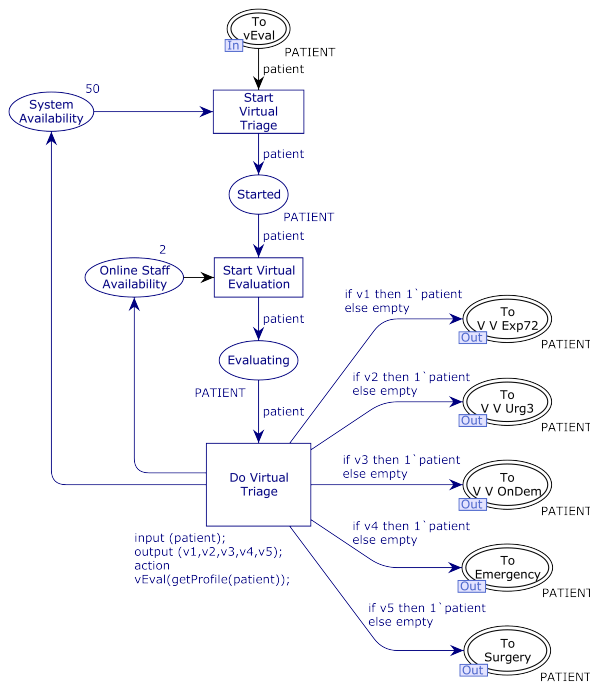 To
vEval
In
PATIENT
patient
50
System
Availability
Start
Virtual
Triage
patient
Started
PATIENT
patient
2
Online Staff
Availability
Start Virtual
Evaluation
patient
Evaluating
PATIENT
patient
if v1 then 1`patient
else empty
To
V V Exp72
Out
PATIENT
if v2 then 1`patient
else empty
To
V V Urg3
Out
PATIENT
Do Virtual
Triage
if v3 then 1`patient
else empty
To
V V OnDem
Out
PATIENT
input (patient);
output (v1,v2,v3,v4,v5);
action
vEval(getProfile(patient));
if v4 then 1`patient
else empty
To
Emergency
Out
PATIENT
if v5 then 1`patient
else empty
To
Surgery
Out
PATIENT